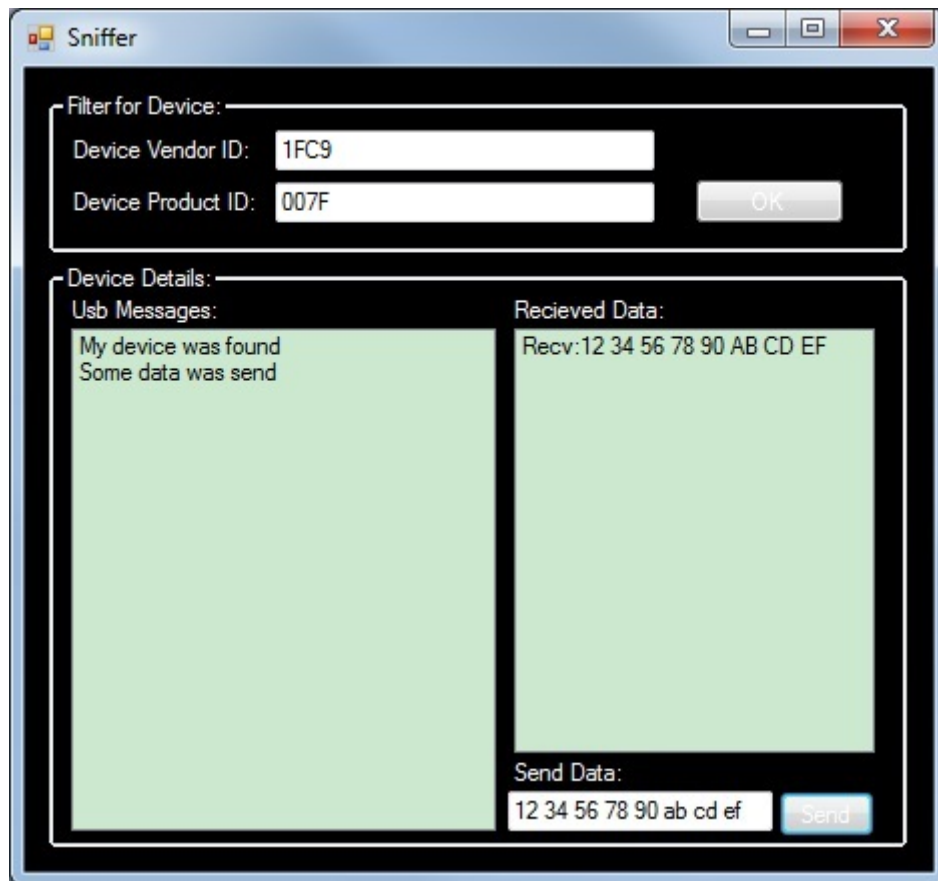 Sniffer
Filter for Device:
Device Vendor ID: 1FC9
Device Product ID: 007F OK
Device Details:
Usb Messages: Recieved Data:
My device was found Recv:12 34 56 78 90 AB CD EF
Some data was send
Send Data:
12 34 56 78 90 ab cd ef Send